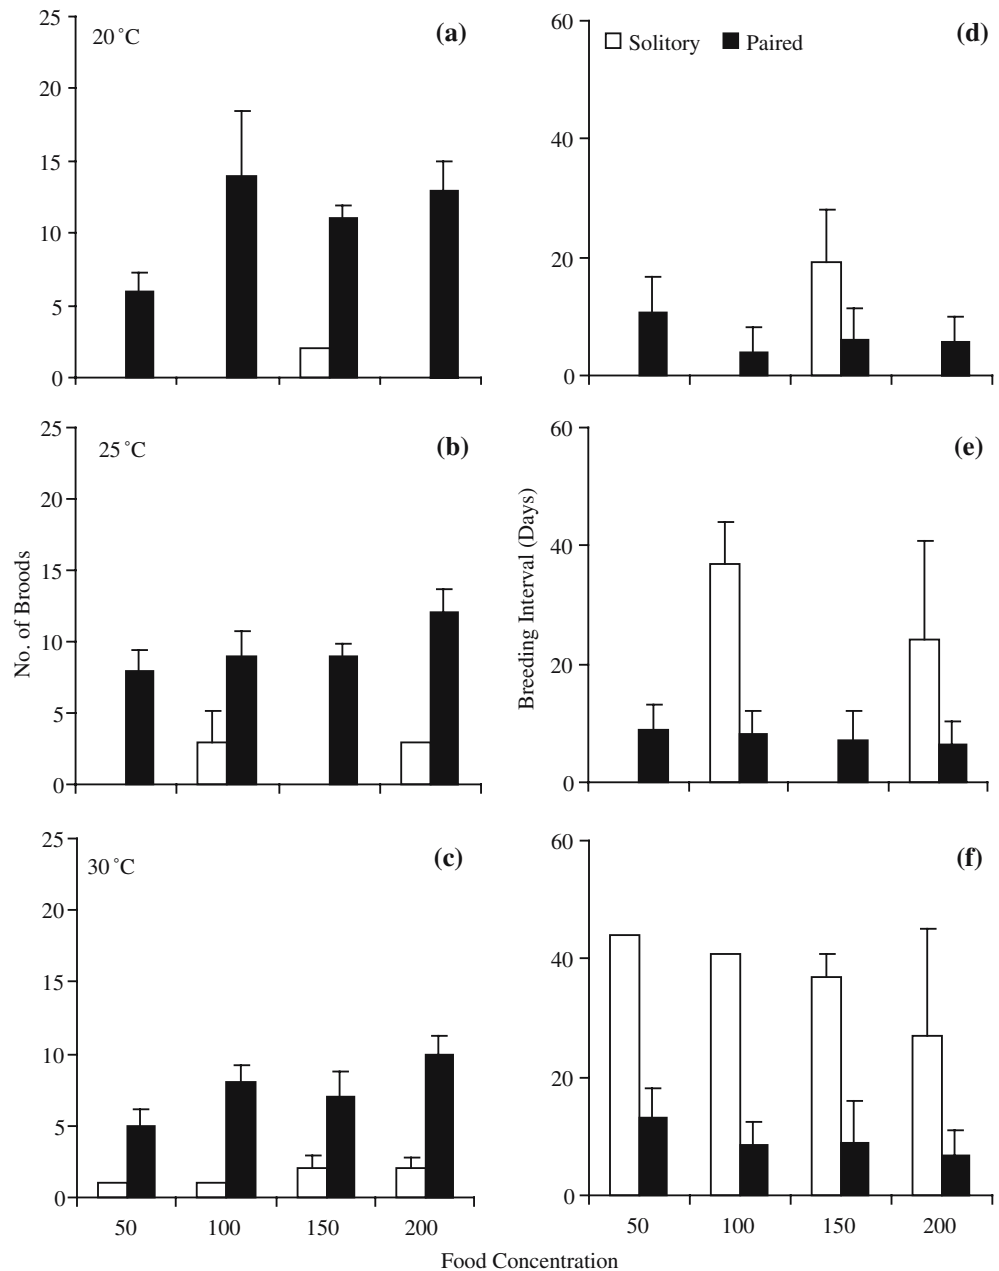 20 °C (a)
25
20
15
10
5
0
Solitory Paired (d)
60
40
20
0
25 °C (b)
25
20
15
10
5
0
No. of Broods
(e)
60
40
20
0
Breeding Interval (Days)
30 °C (c)
25
20
15
10
5
0
50 100 150 200
(f)
60
40
20
0
50 100 150 200
Food Concentration